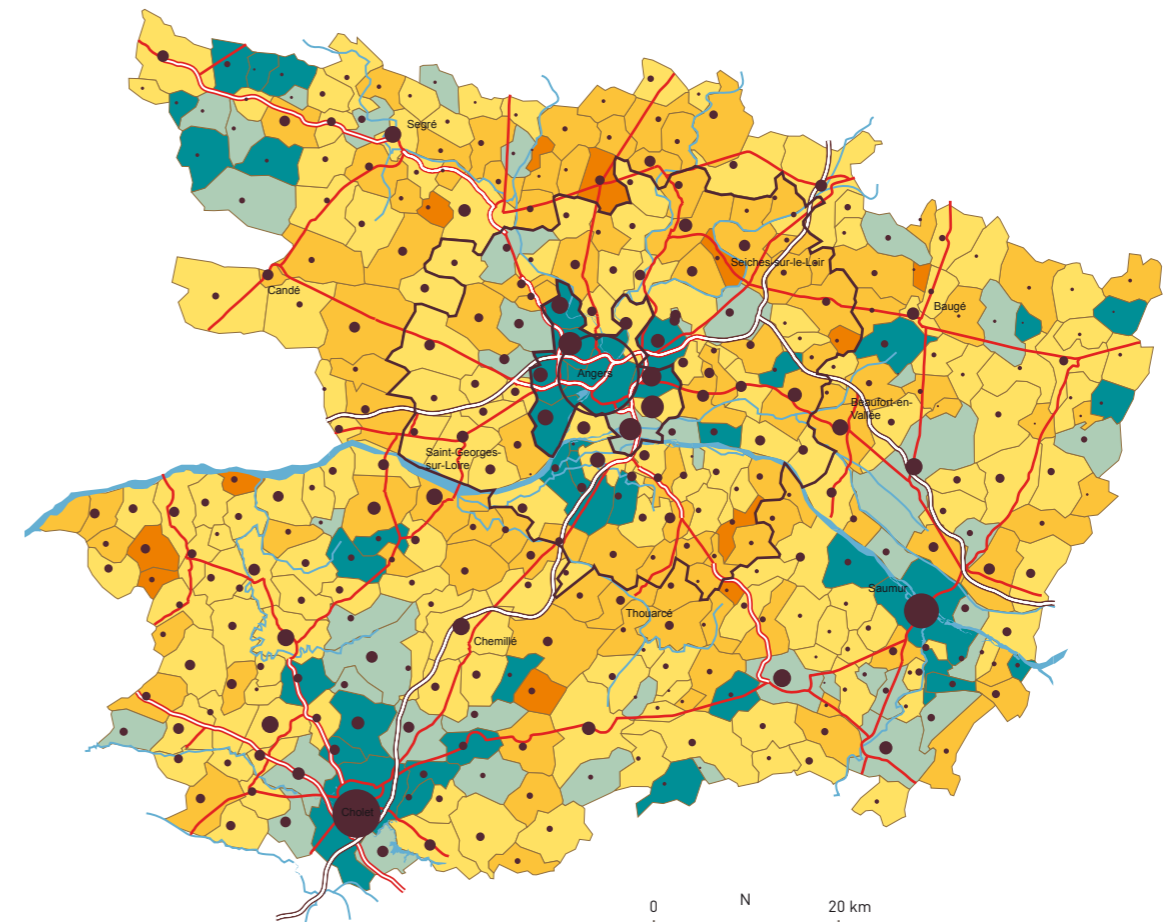 Segré
Candé
Seiches-sur-le-Loir
Baugé
Angers
Beaufort-en-
Vallée
Saint-Georges-
sur-Loire
Saumur
Thouarcé
Chemillé
Cholet
0
N
20 km